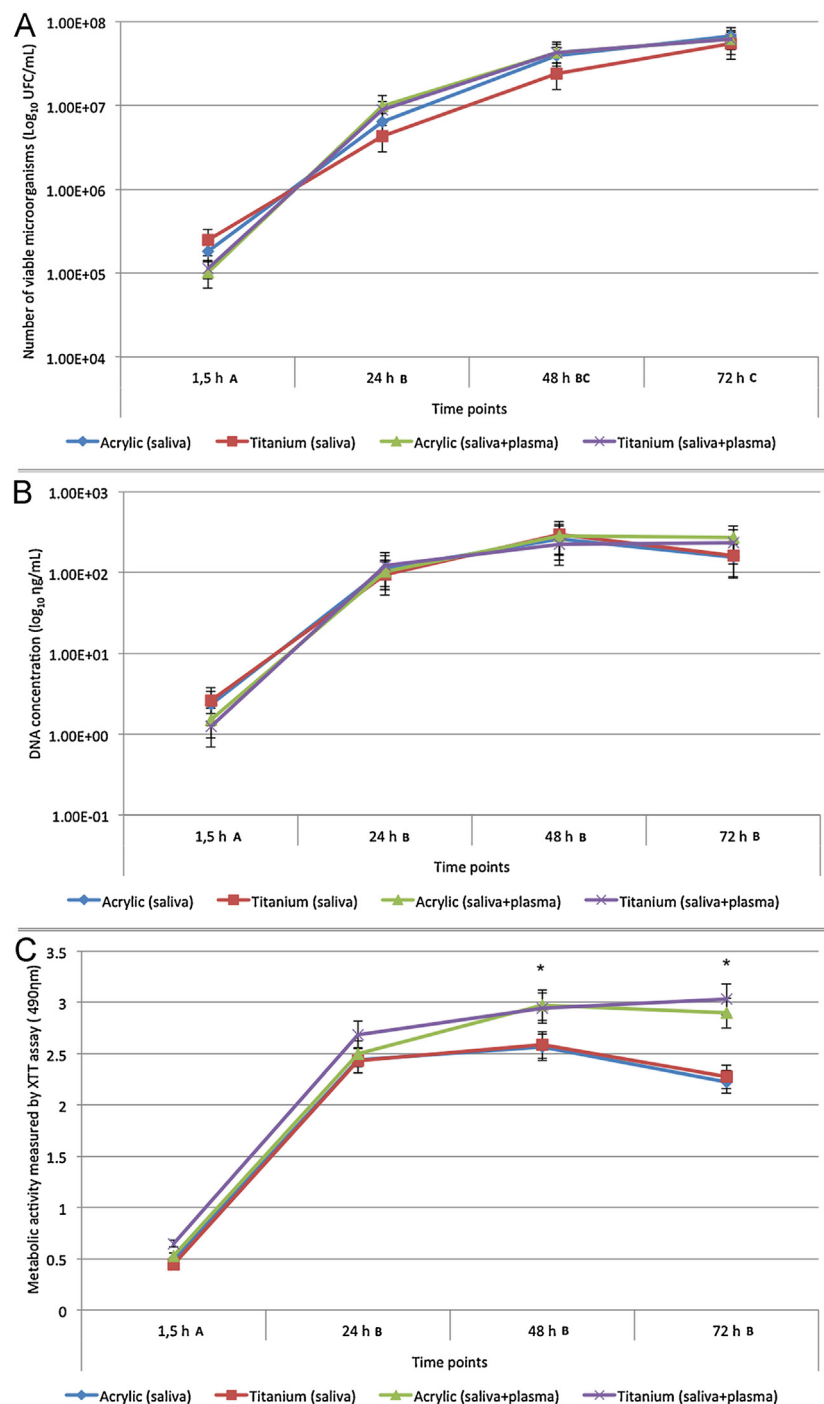 A
1.00E+08
1.00E+07
1.00E+06
1.00E+05
1.00E+04
Number of viable microorganisms (Log10 UFC/mL)
1,5 h A
24 h B
48 h BC
72 h C
Time points
Acrylic (saliva)
Titanium (saliva)
Acrylic (saliva+plasma)
Titanium (saliva+plasma)
B
1.00E+03
1.00E+02
1.00E+01
1.00E+00
1.00E-01
DNA concentration (log10 ηg/mL)
1,5 h A
24 h B
48 h B
72 h B
Time points
Acrylic (saliva)
Titanium (saliva)
Acrylic (saliva+plasma)
Titanium (saliva+plasma)
C
3.5
3
2.5
2
1.5
1
0.5
0
Metabolic activity measured by XTT assay ( 490ηm)
*
*
1,5 h A
24 h B
48 h B
72 h B
Time points
Acrylic (saliva)
Titanium (saliva)
Acrylic (saliva+plasma)
Titanium (saliva+plasma)